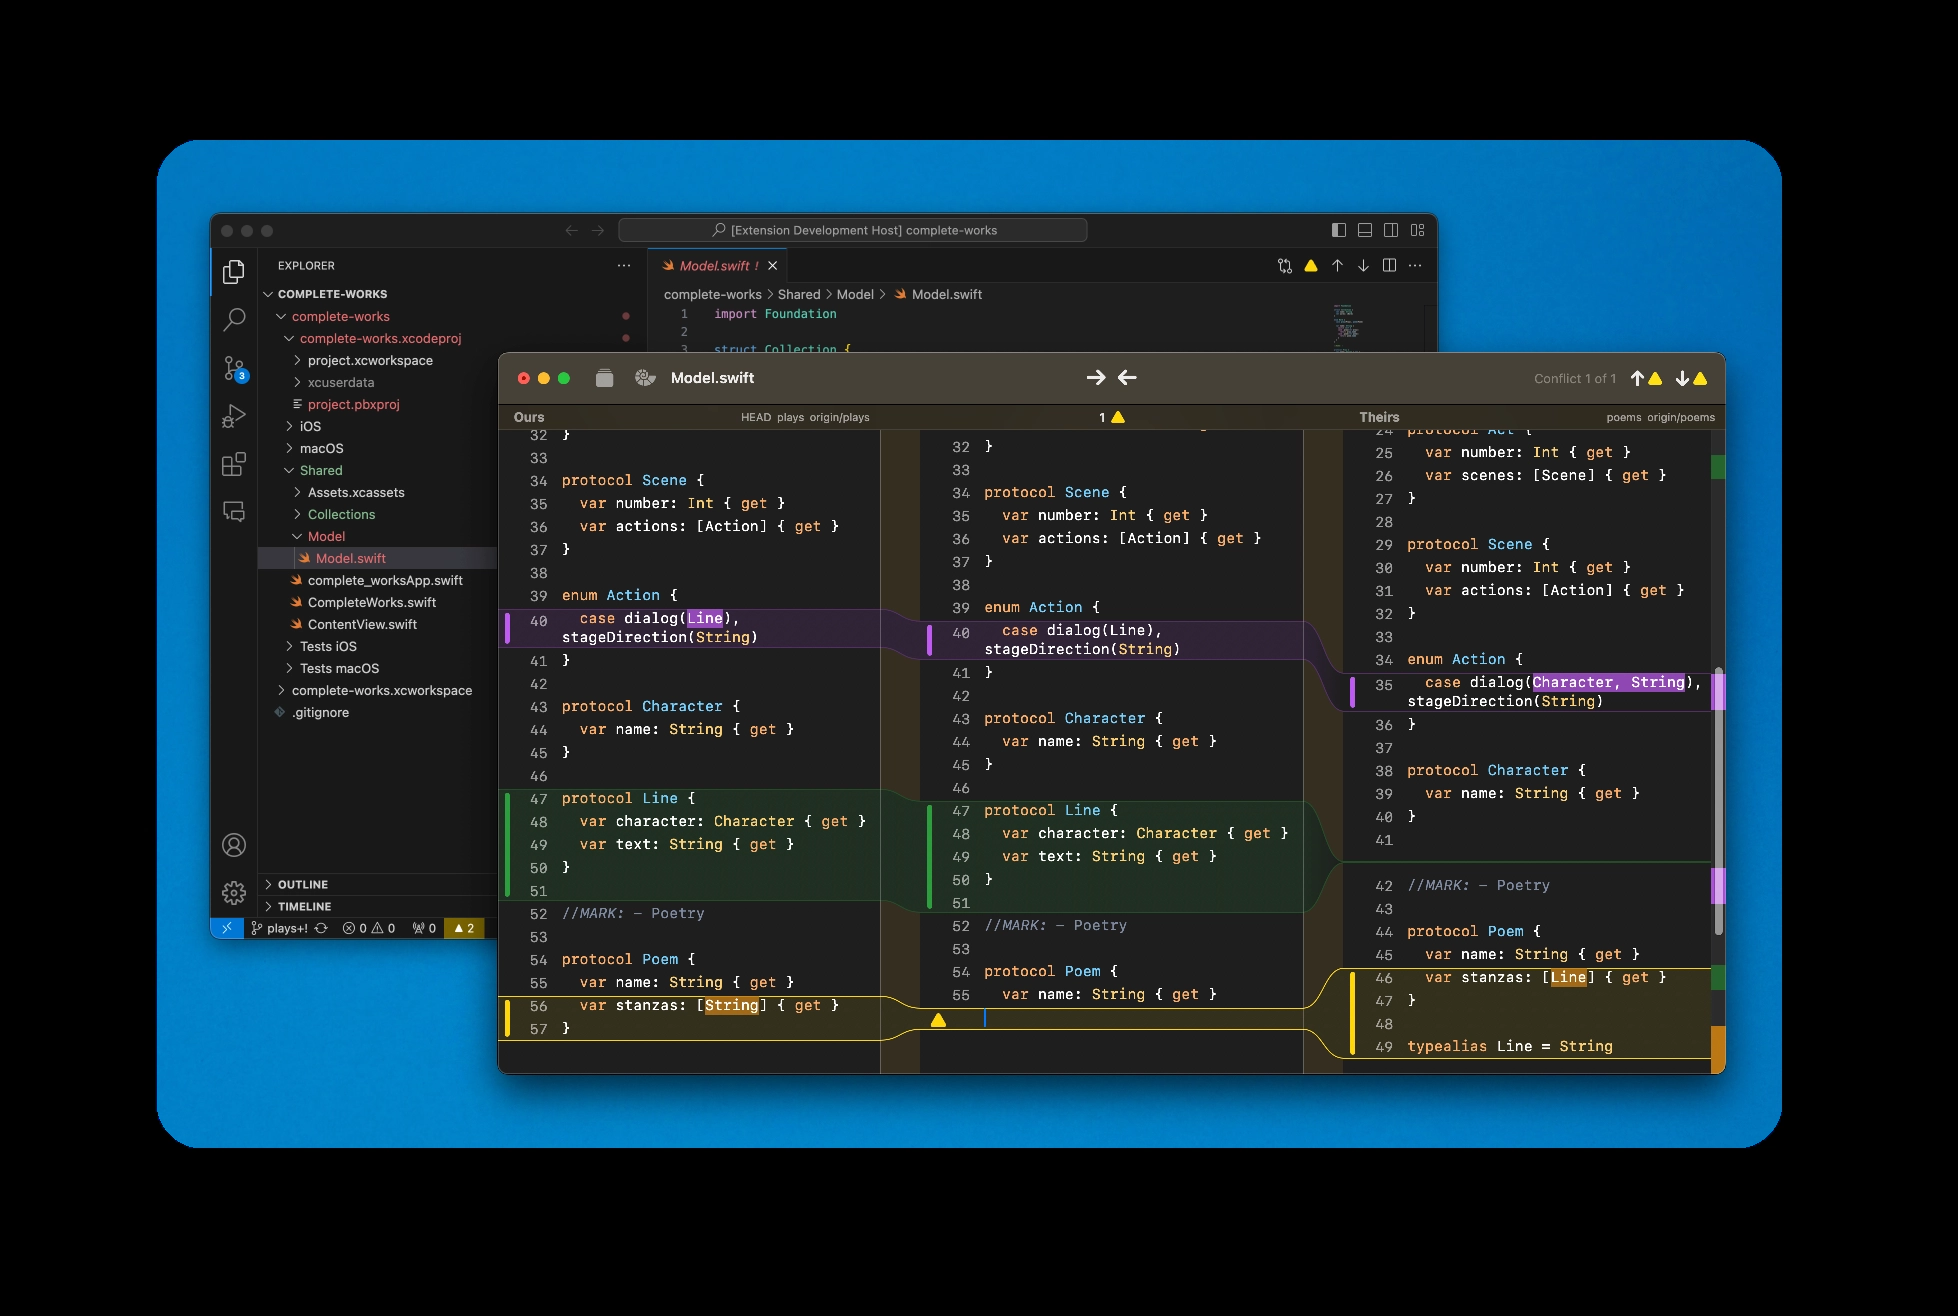 [Extension Development Host] complete-works
EXPLORER
COMPLETE-WORKS
complete-works
complete-works.xcodeproj
project.xcworkspace
xcuserdata
project.pbxproj
iOS
macOS
Shared
Assets.xcassets
Collections
Model
Model.swift
complete_worksApp.swift
CompleteWorks.swift
ContentView.swift
Tests iOS
Tests macOS
complete-works.xcworkspace
.gitignore
3
OUTLINE
TIMELINE
plays+! 0 0 0 2
Model.swift !
complete-works > Shared > Model > Model.swift
1 import Foundation
2
3 struct Collection {
Model.swift
Conflict 1 of 1
Ours HEAD plays origin/plays
32 }
33
34 protocol Scene {
35 var number: Int { get }
36 var actions: [Action] { get }
37 }
38
39 enum Action {
40 case dialog(Line),
stageDirection(String)
41 }
42
43 protocol Character {
44 var name: String { get }
45 }
46
47 protocol Line {
48 var character: Character { get }
49 var text: String { get }
50 }
51
52 //MARK: – Poetry
53
54 protocol Poem {
55 var name: String { get }
56 var stanzas: [String] { get }
57 }
1
32 }
33
34 protocol Scene {
35 var number: Int { get }
36 var actions: [Action] { get }
37 }
38
39 enum Action {
40 case dialog(Line),
stageDirection(String)
41 }
42
43 protocol Character {
44 var name: String { get }
45 }
46
47 protocol Line {
48 var character: Character { get }
49 var text: String { get }
50 }
51
52 //MARK: – Poetry
53
54 protocol Poem {
55 var name: String { get }
Theirs poems origin/poems
24 protocol Act {
25 var number: Int { get }
26 var scenes: [Scene] { get }
27 }
28
29 protocol Scene {
30 var number: Int { get }
31 var actions: [Action] { get }
32 }
33
34 enum Action {
35 case dialog(Character, String),
stageDirection(String)
36 }
37
38 protocol Character {
39 var name: String { get }
40 }
41
42 //MARK: – Poetry
43
44 protocol Poem {
45 var name: String { get }
46 var stanzas: [Line] { get }
47 }
48
49 typealias Line = String